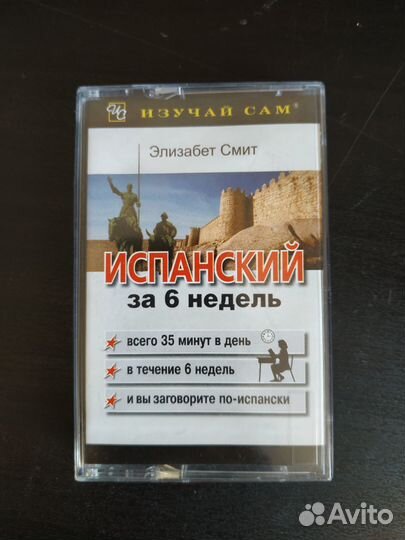 ИС
ИЗУЧАЙ САМ®
Элизабет Смит
ИСПАНСКИЙ
за 6 недель
всего 35 минут в день
в течение 6 недель
и вы заговорите по-испански
Avito